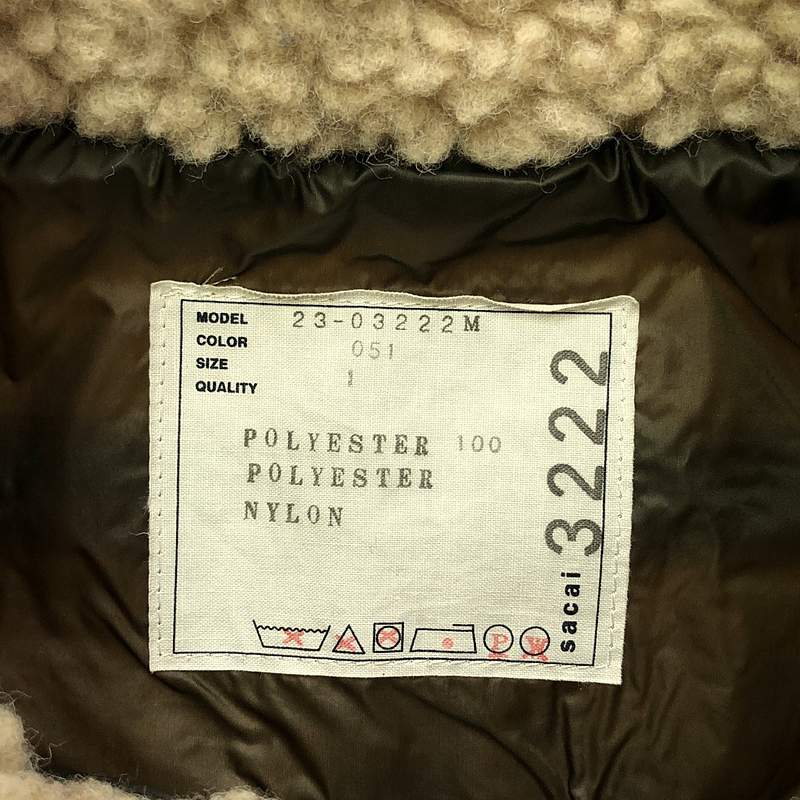 MODEL 23-03222M
COLOR 051
SIZE 1
QUALITY
POLYESTER 100
POLYESTER
NYLON
P W
sacai 3222